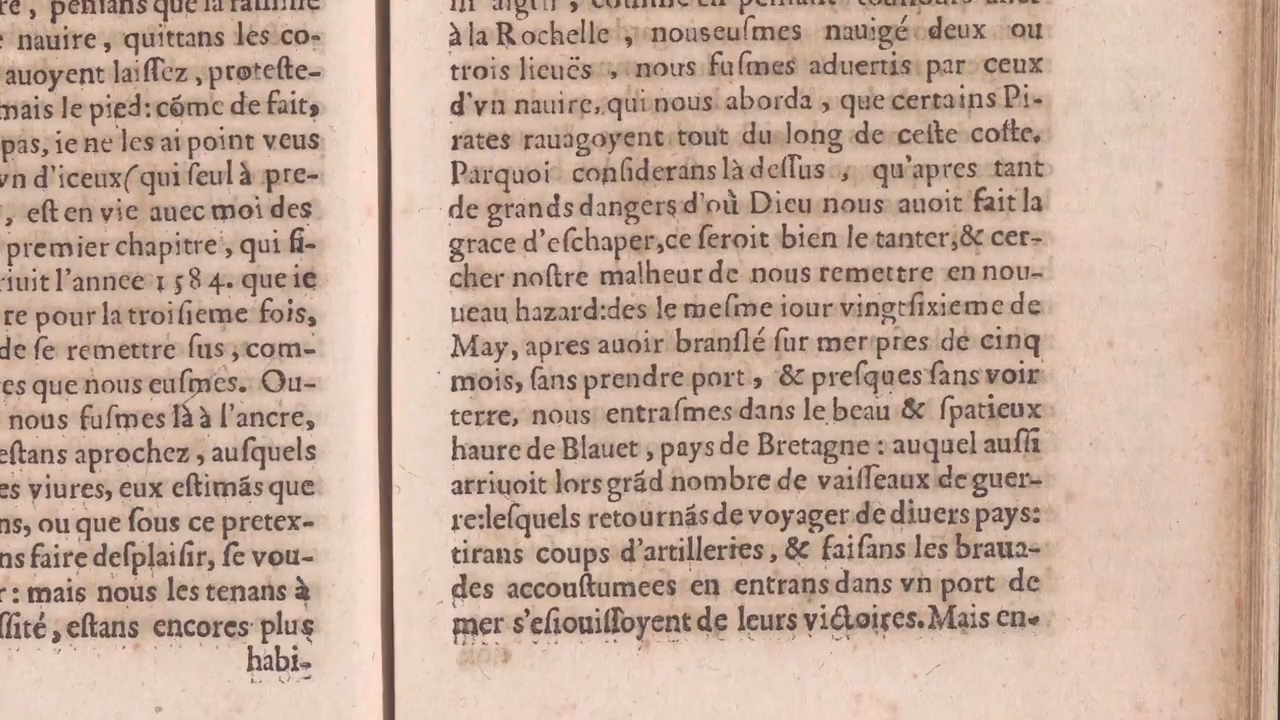 nauire, quittans les co-
auoyent laiſſez, proteſte-
mais le pied: cõmc de fait,
pas, ie ne les ai point veus
vn d'iceux (qui ſeul à pre-
, eſt en vie auec moi des
premier chapitre, qui ſi-
l'annee 1584. que ie
re pour la troiſieme fois,
de ſe remettre ſus, com-
es que nous euſmes. Ou-
nous fuſmes là à l'ancre,
eſtans aprochez, auſquels
es viures, eux eſtimãs que
ns, ou que ſous ce pretex-
ns faire deſplaiſir, ſe vou-
r: mais nous les tenans à
ſſité, eſtans encores plus
habi-
à la Rochelle, nous euſmes nauigé deux ou
trois lieuës, nous fuſmes aduertis par ceux
d'vn nauire, qui nous aborda, que certains Pi-
rates rauagoyent tout du long de ceſte coſte.
Parquoi conſiderans là deſſus, qu'apres tant
de grands dangers d'où Dieu nous auoit fait la
grace d'eſchaper, ce ſeroit bien le tanter, & cer-
cher noſtre malheur de nous remettre en nou-
ueau hazard: des le meſme iour vingtſixieme de
May, apres auoir branſlé ſur mer pres de cinq
mois, ſans prendre port, & preſques ſans voir
terre, nous entraſmes dans le beau & ſpatieux
haure de Blauet, pays de Bretagne: auquel auſſi
arriuoit lors grãd nombre de vaiſſeaux de guer-
re: leſquels retournãs de voyager de diuers pays:
tirans coups d'artilleries, & faiſans les braua-
des accouſtumees en entrans dans vn port de
mer s'eſiouiſſoyent de leurs victoires. Mais en-